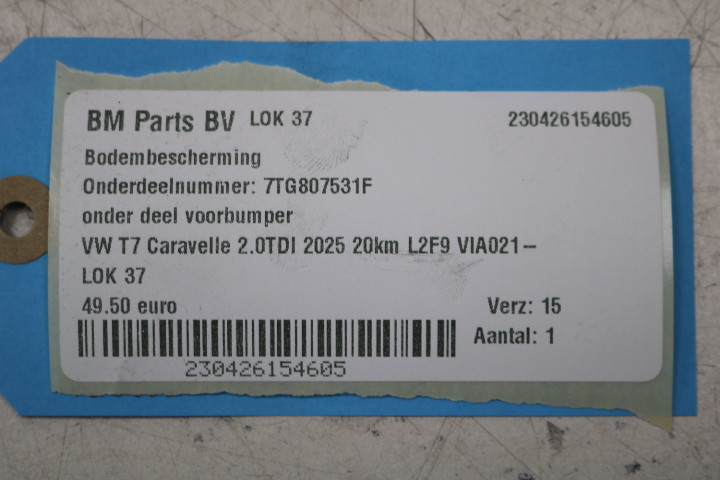 BM Parts BV LOK 37 230426154605
Bodembescherming
Onderdeelnummer: 7TG807531F
onder deel voorbumper
VW T7 Caravelle 2.0TDI 2025 20km L2F9 VIA021--
LOK 37
49.50 euro Verz: 15
Aantal: 1
230426154605